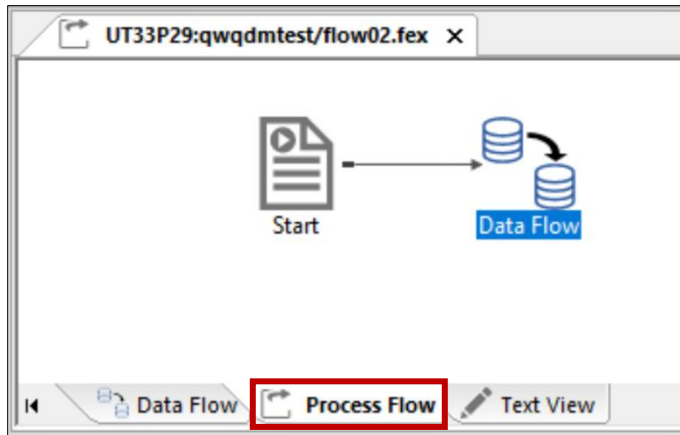 UT33P29:qwqdmtest/flow02.fex
Start
Data Flow
Data Flow
Process Flow
Text View